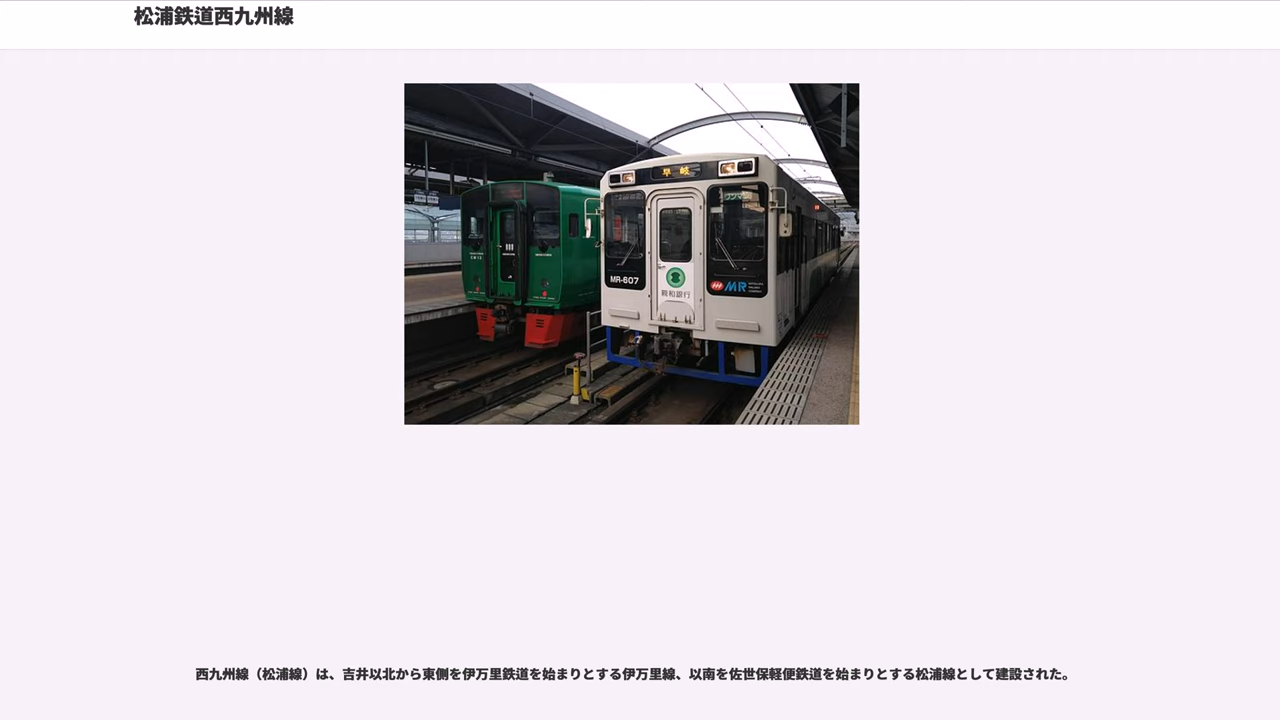 松浦鉄道西九州線
早岐
ワンマン
MR-607
親和銀行
MR
西九州線（松浦線）は、吉井以北から東側を伊万里鉄道を始まりとする伊万里線、以南を佐世保軽便鉄道を始まりとする松浦線として建設された。